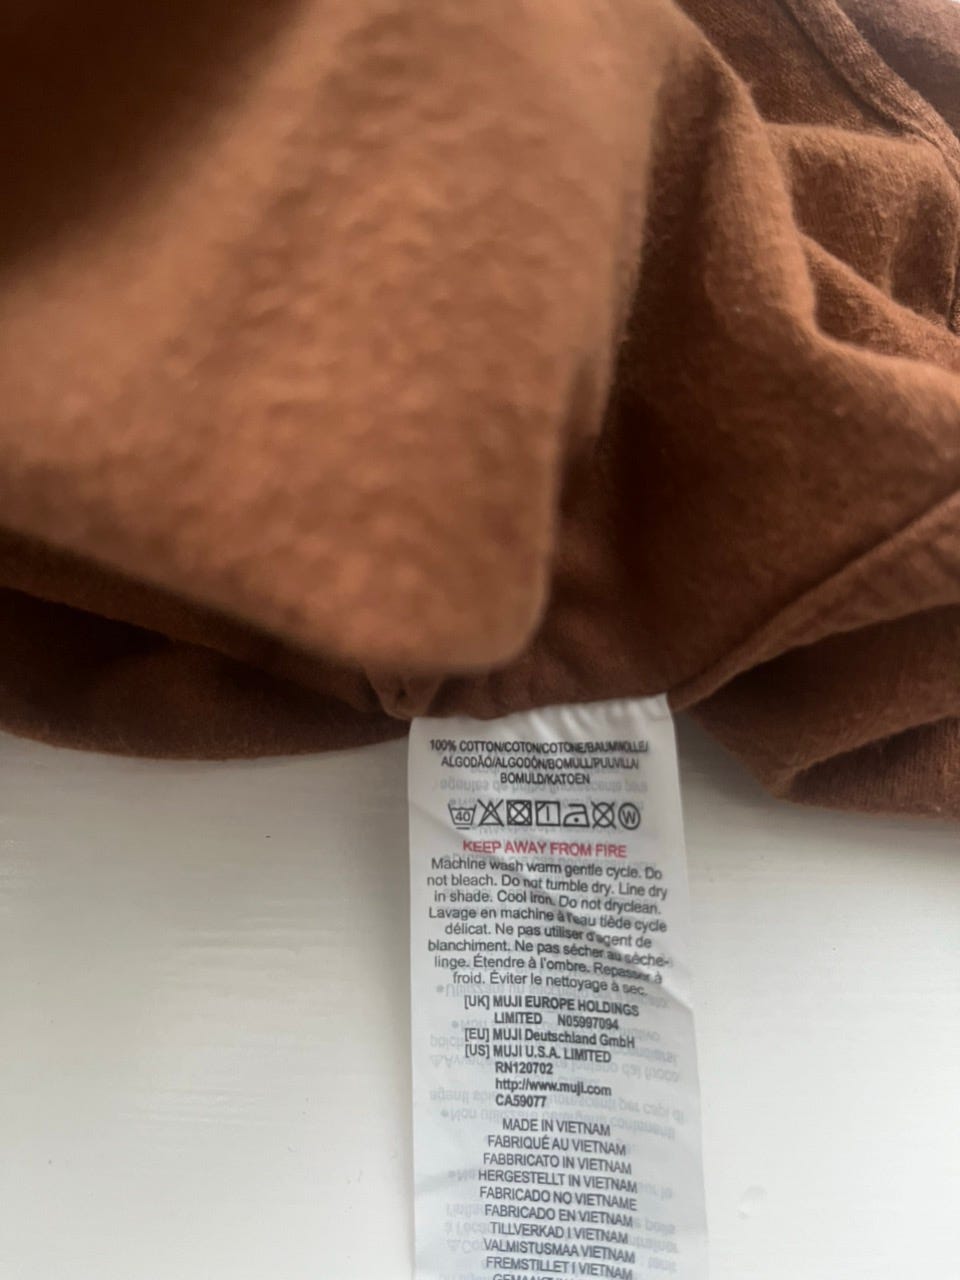 100% COTTON/COTON/COTONE/BAUMWOLLE/
ALGODÃO/ALGODÓN/BOMULL/PUUVILLA/
BOMULD/KATOEN
40 W
KEEP AWAY FROM FIRE
Machine wash warm gentle cycle. Do
not bleach. Do not tumble dry. Line dry
in shade. Cool iron. Do not dryclean.
Lavage en machine à l'eau tiède cycle
délicat. Ne pas utiliser d'agent de
blanchiment. Ne pas sécher au sèche-
linge. Étendre à l'ombre. Repasser à
froid. Éviter le nettoyage à sec.
[UK] MUJI EUROPE HOLDINGS
LIMITED N05997094
[EU] MUJI Deutschland GmbH
[US] MUJI U.S.A. LIMITED
RN120702
http://www.muji.com
CA59077
MADE IN VIETNAM
FABRIQUÉ AU VIETNAM
FABBRICATO IN VIETNAM
HERGESTELLT IN VIETNAM
FABRICADO NO VIETNAME
FABRICADO EN VIETNAM
TILLVERKAD I VIETNAM
VALMISTUSMAA VIETNAM
FREMSTILLET I VIETNAM